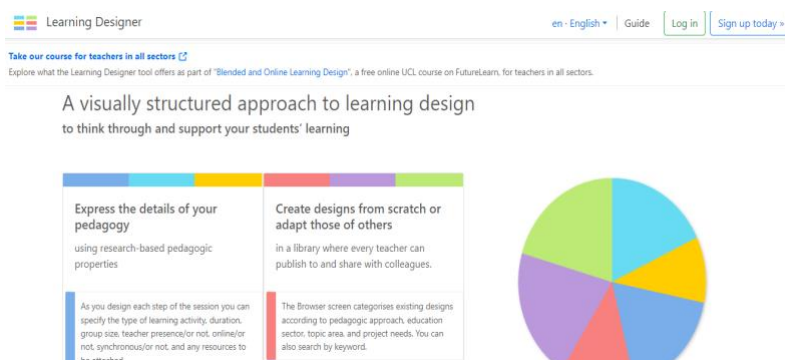 Learning Designer
en - English
Guide
Log in
Sign up today »
Take our course for teachers in all sectors
Explore what the Learning Designer tool offers as part of "Blended and Online Learning Design", a free online UCL course on FutureLearn, for teachers in all sectors.
A visually structured approach to learning design
to think through and support your students' learning
Express the details of your
pedagogy
using research-based pedagogic
properties
Create designs from scratch or
adapt those of others
in a library where every teacher can
publish to and share with colleagues.
As you design each step of the session you can
specify the type of learning activity, duration,
group size, teacher presence/or not, online/or
not, synchronous/or not, and any resources to
be attached
The Browser screen categorises existing designs
according to pedagogic approach, education
sector, topic area, and project needs. You can
also search by keyword.